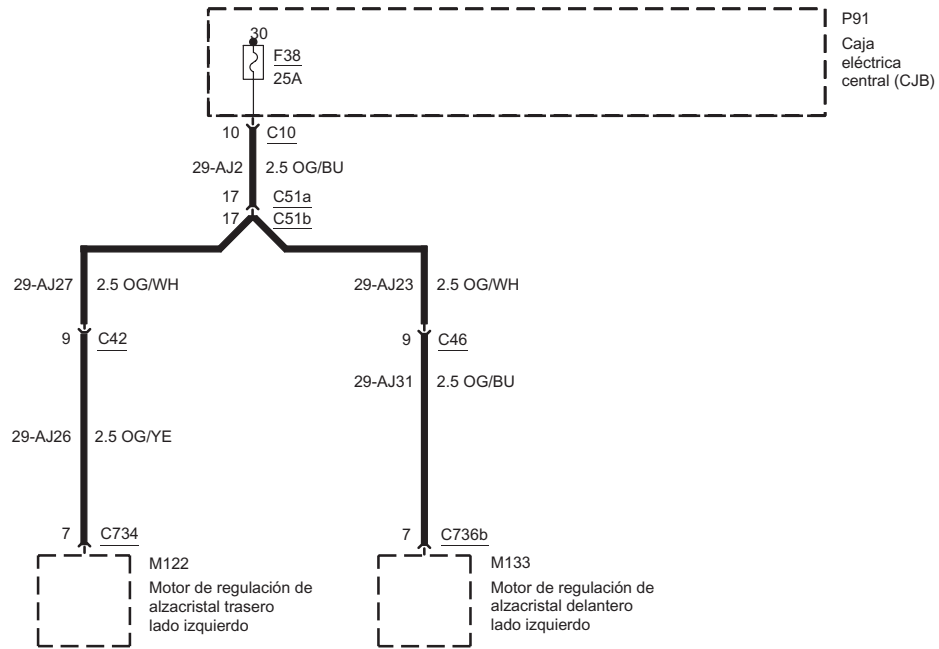 P91
Caja
eléctrica
central (CJB)
30
F38
25A
10 C10
29-AJ2 2.5 OG/BU
17 C51a
17 C51b
29-AJ27 2.5 OG/WH
29-AJ23 2.5 OG/WH
9 C42
9 C46
29-AJ31 2.5 OG/BU
29-AJ26 2.5 OG/YE
7 C734
7 C736b
M122
Motor de regulación de
alzacristal trasero
lado izquierdo
M133
Motor de regulación de
alzacristal delantero
lado izquierdo